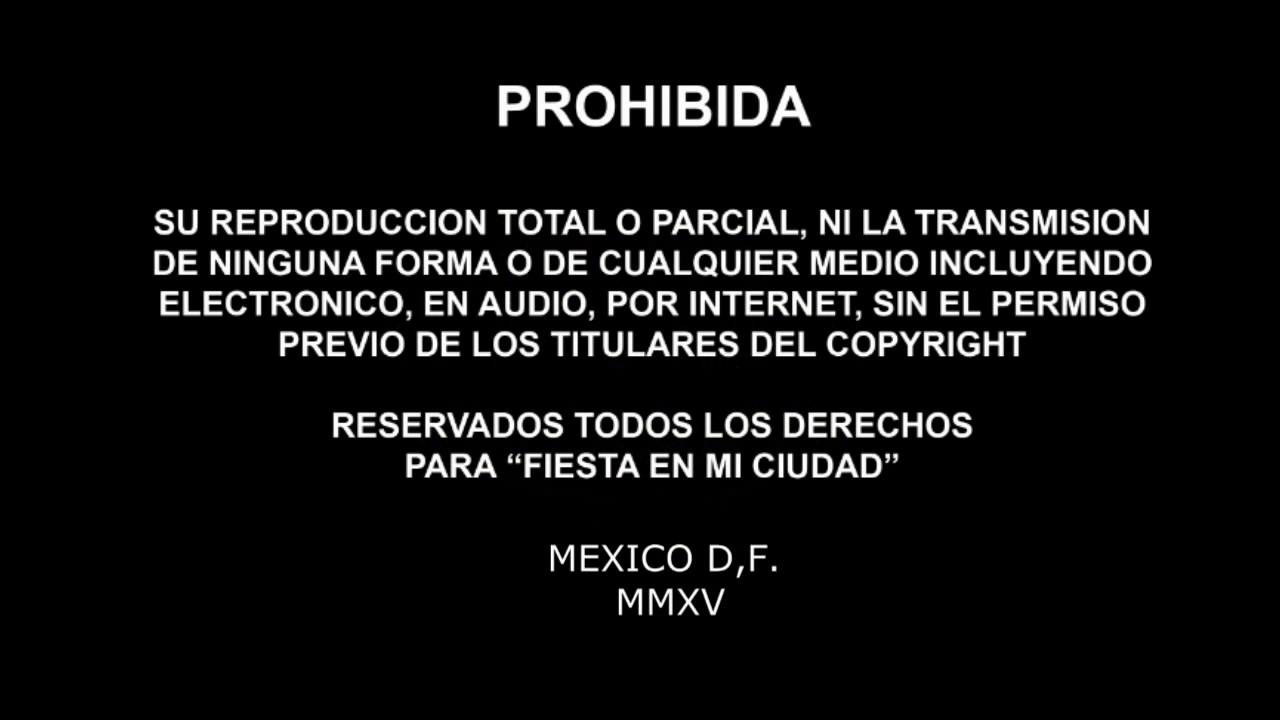 PROHIBIDA
SU REPRODUCCION TOTAL O PARCIAL, NI LA TRANSMISION
DE NINGUNA FORMA O DE CUALQUIER MEDIO INCLUYENDO
ELECTRONICO, EN AUDIO, POR INTERNET, SIN EL PERMISO
PREVIO DE LOS TITULARES DEL COPYRIGHT
RESERVADOS TODOS LOS DERECHOS
PARA “FIESTA EN MI CIUDAD”
MEXICO D,F.
MMXV